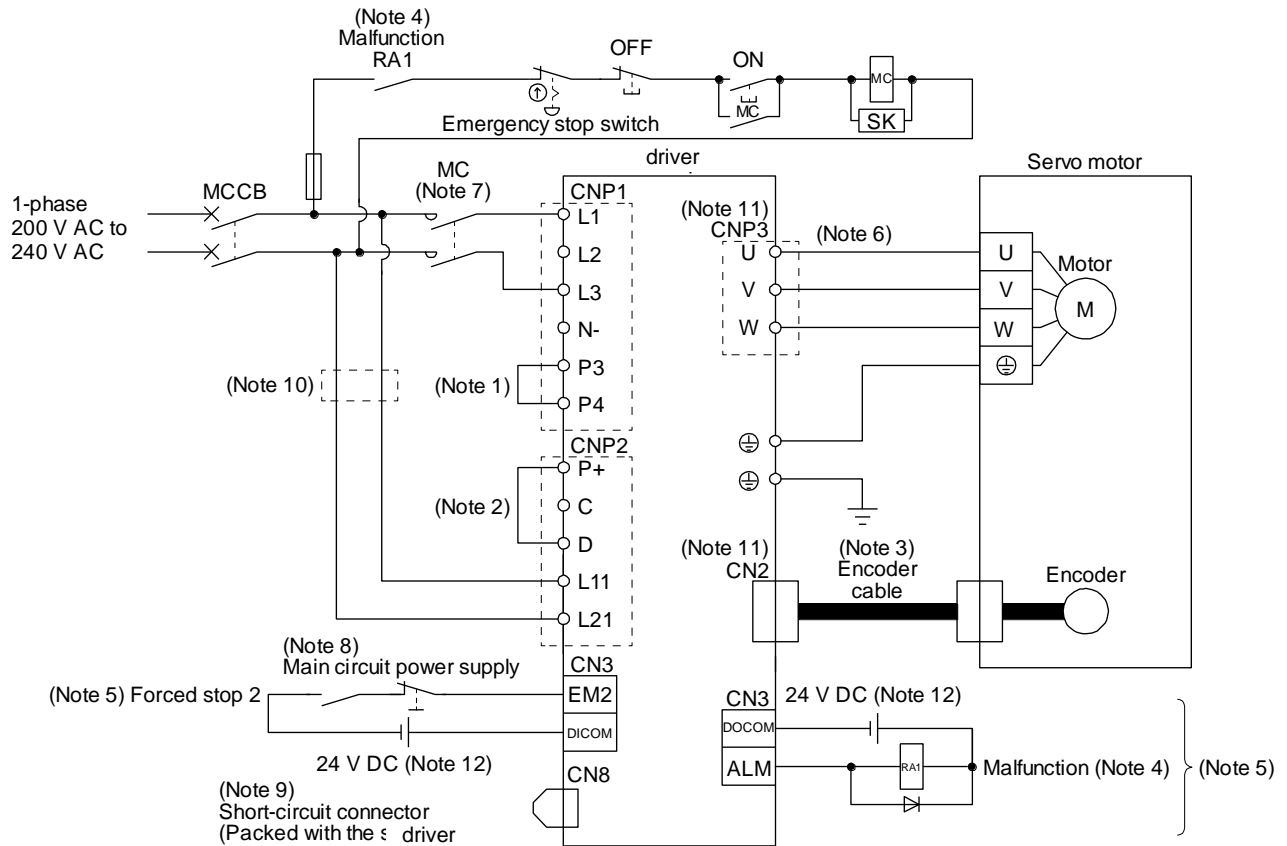 (Note 4)
Malfunction
RA1
OFF
ON
MC
MC
SK
Emergency stop switch
driver
Servo motor
1-phase
200 V AC to
240 V AC
MCCB
MC
(Note 7)
CNP1
L1
L2
L3
N-
P3
P4
(Note 1)
(Note 10)
(Note 11)
CNP3
U
V
W
(Note 6)
U
V
W
Motor
M
CNP2
P+
C
D
L11
L21
(Note 2)
(Note 11)
CN2
(Note 3)
Encoder
cable
Encoder
(Note 8)
Main circuit power supply
(Note 5) Forced stop 2
CN3
EM2
DICOM
24 V DC (Note 12)
CN8
(Note 9)
Short-circuit connector
(Packed with the driver
CN3
DOCOM
ALM
24 V DC (Note 12)
RA1
Malfunction (Note 4)
(Note 5)